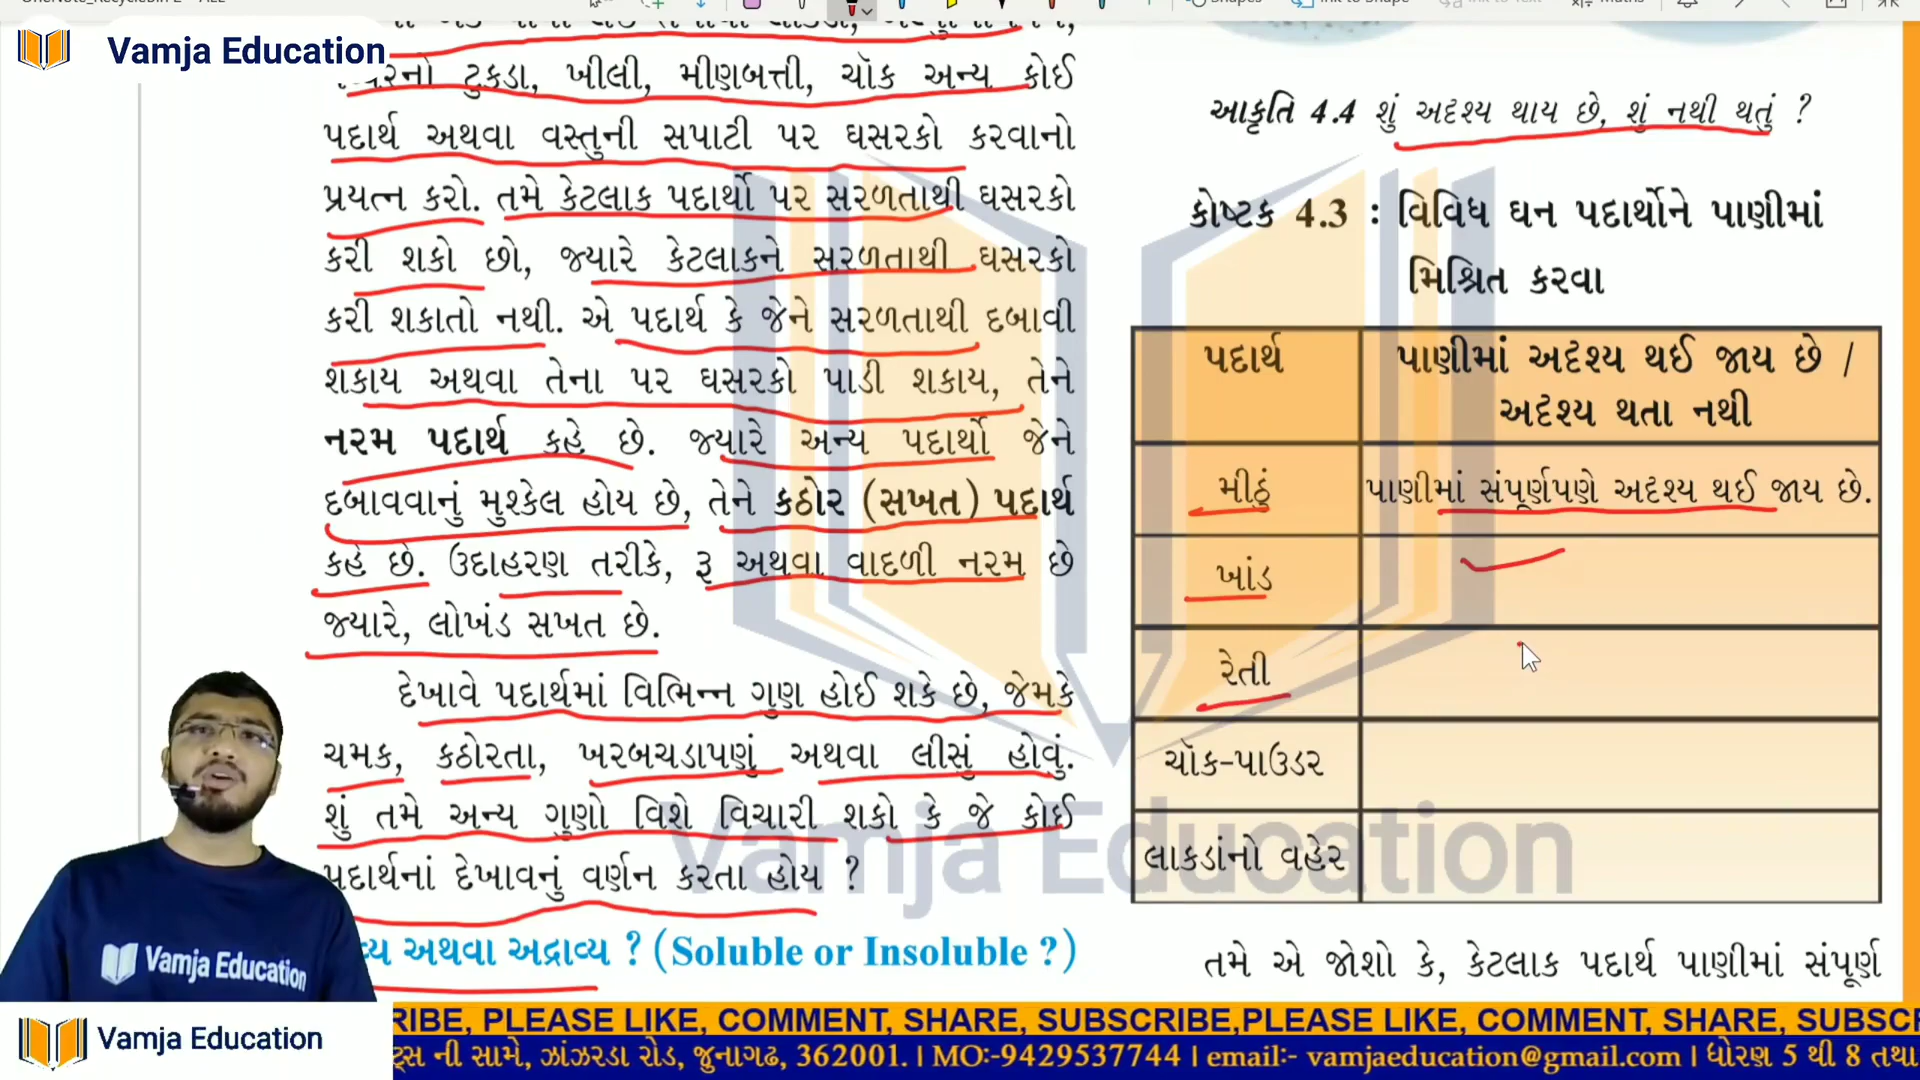 Vamja Education
ટુકડા, ખીલી, મીણબત્તી, ચૉક અન્ય કોઈ
પદાર્થ અથવા વસ્તુની સપાટી પર ઘસરકો કરવાનો
પ્રયત્ન કરો. તમે કેટલાક પદાર્થો પર સરળતાથી ઘસરકો
કરી શકો છો, જ્યારે કેટલાકને સરળતાથી ઘસરકો
કરી શકાતો નથી. એ પદાર્થ કે જેને સરળતાથી દબાવી
શકાય અથવા તેના પર ઘસરકો પાડી શકાય, તેને
નરમ પદાર્થ કહે છે. જ્યારે અન્ય પદાર્થો જેને
દબાવવાનું મુશ્કેલ હોય છે, તેને કઠોર (સખત) પદાર્થ
કહે છે. ઉદાહરણ તરીકે, રૂ અથવા વાદળી નરમ છે
જ્યારે, લોખંડ સખત છે.
દેખાવે પદાર્થમાં વિભિન્ન ગુણ હોઈ શકે છે, જેમકે
ચમક, કઠોરતા, ખરબચડાપણું અથવા લીસું હોવું.
શું તમે અન્ય ગુણો વિશે વિચારી શકો કે જે કોઈ
પદાર્થનાં દેખાવનું વર્ણન કરતા હોય ?
અથવા અદ્રાવ્ય ? (Soluble or Insoluble ?)
આકૃતિ 4.4 શું અદૃશ્ય થાય છે, શું નથી થતું ?
કોષ્ટક 4.3 : વિવિધ ઘન પદાર્થોને પાણીમાં
મિશ્રિત કરવા
પદાર્થ
પાણીમાં અદૃશ્ય થઈ જાય છે /
અદૃશ્ય થતા નથી
મીઠું
પાણીમાં સંપૂર્ણપણે અદૃશ્ય થઈ જાય છે.
ખાંડ
રેતી
ચૉક-પાઉડર
લાકડાંનો વહેર
તમે એ જોશો કે, કેટલાક પદાર્થ પાણીમાં સંપૂર્ણ
Vamja Education
Vamja Education
Vamja Education
PLEASE LIKE, COMMENT, SHARE, SUBSCRIBE,PLEASE LIKE, COMMENT, SHARE,
ની સામે, ઝાંઝરડા રોડ, જુનાગઢ, 362001. | MO:-9429537744 | email:- vamjaeducation@gmail.com | ધોરણ 5 થી 8 તથા